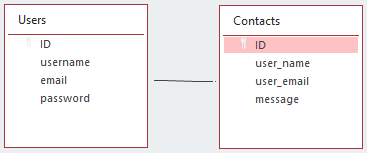 Users
ID
username
email
password
Contacts
ID
user_name
user_email
message